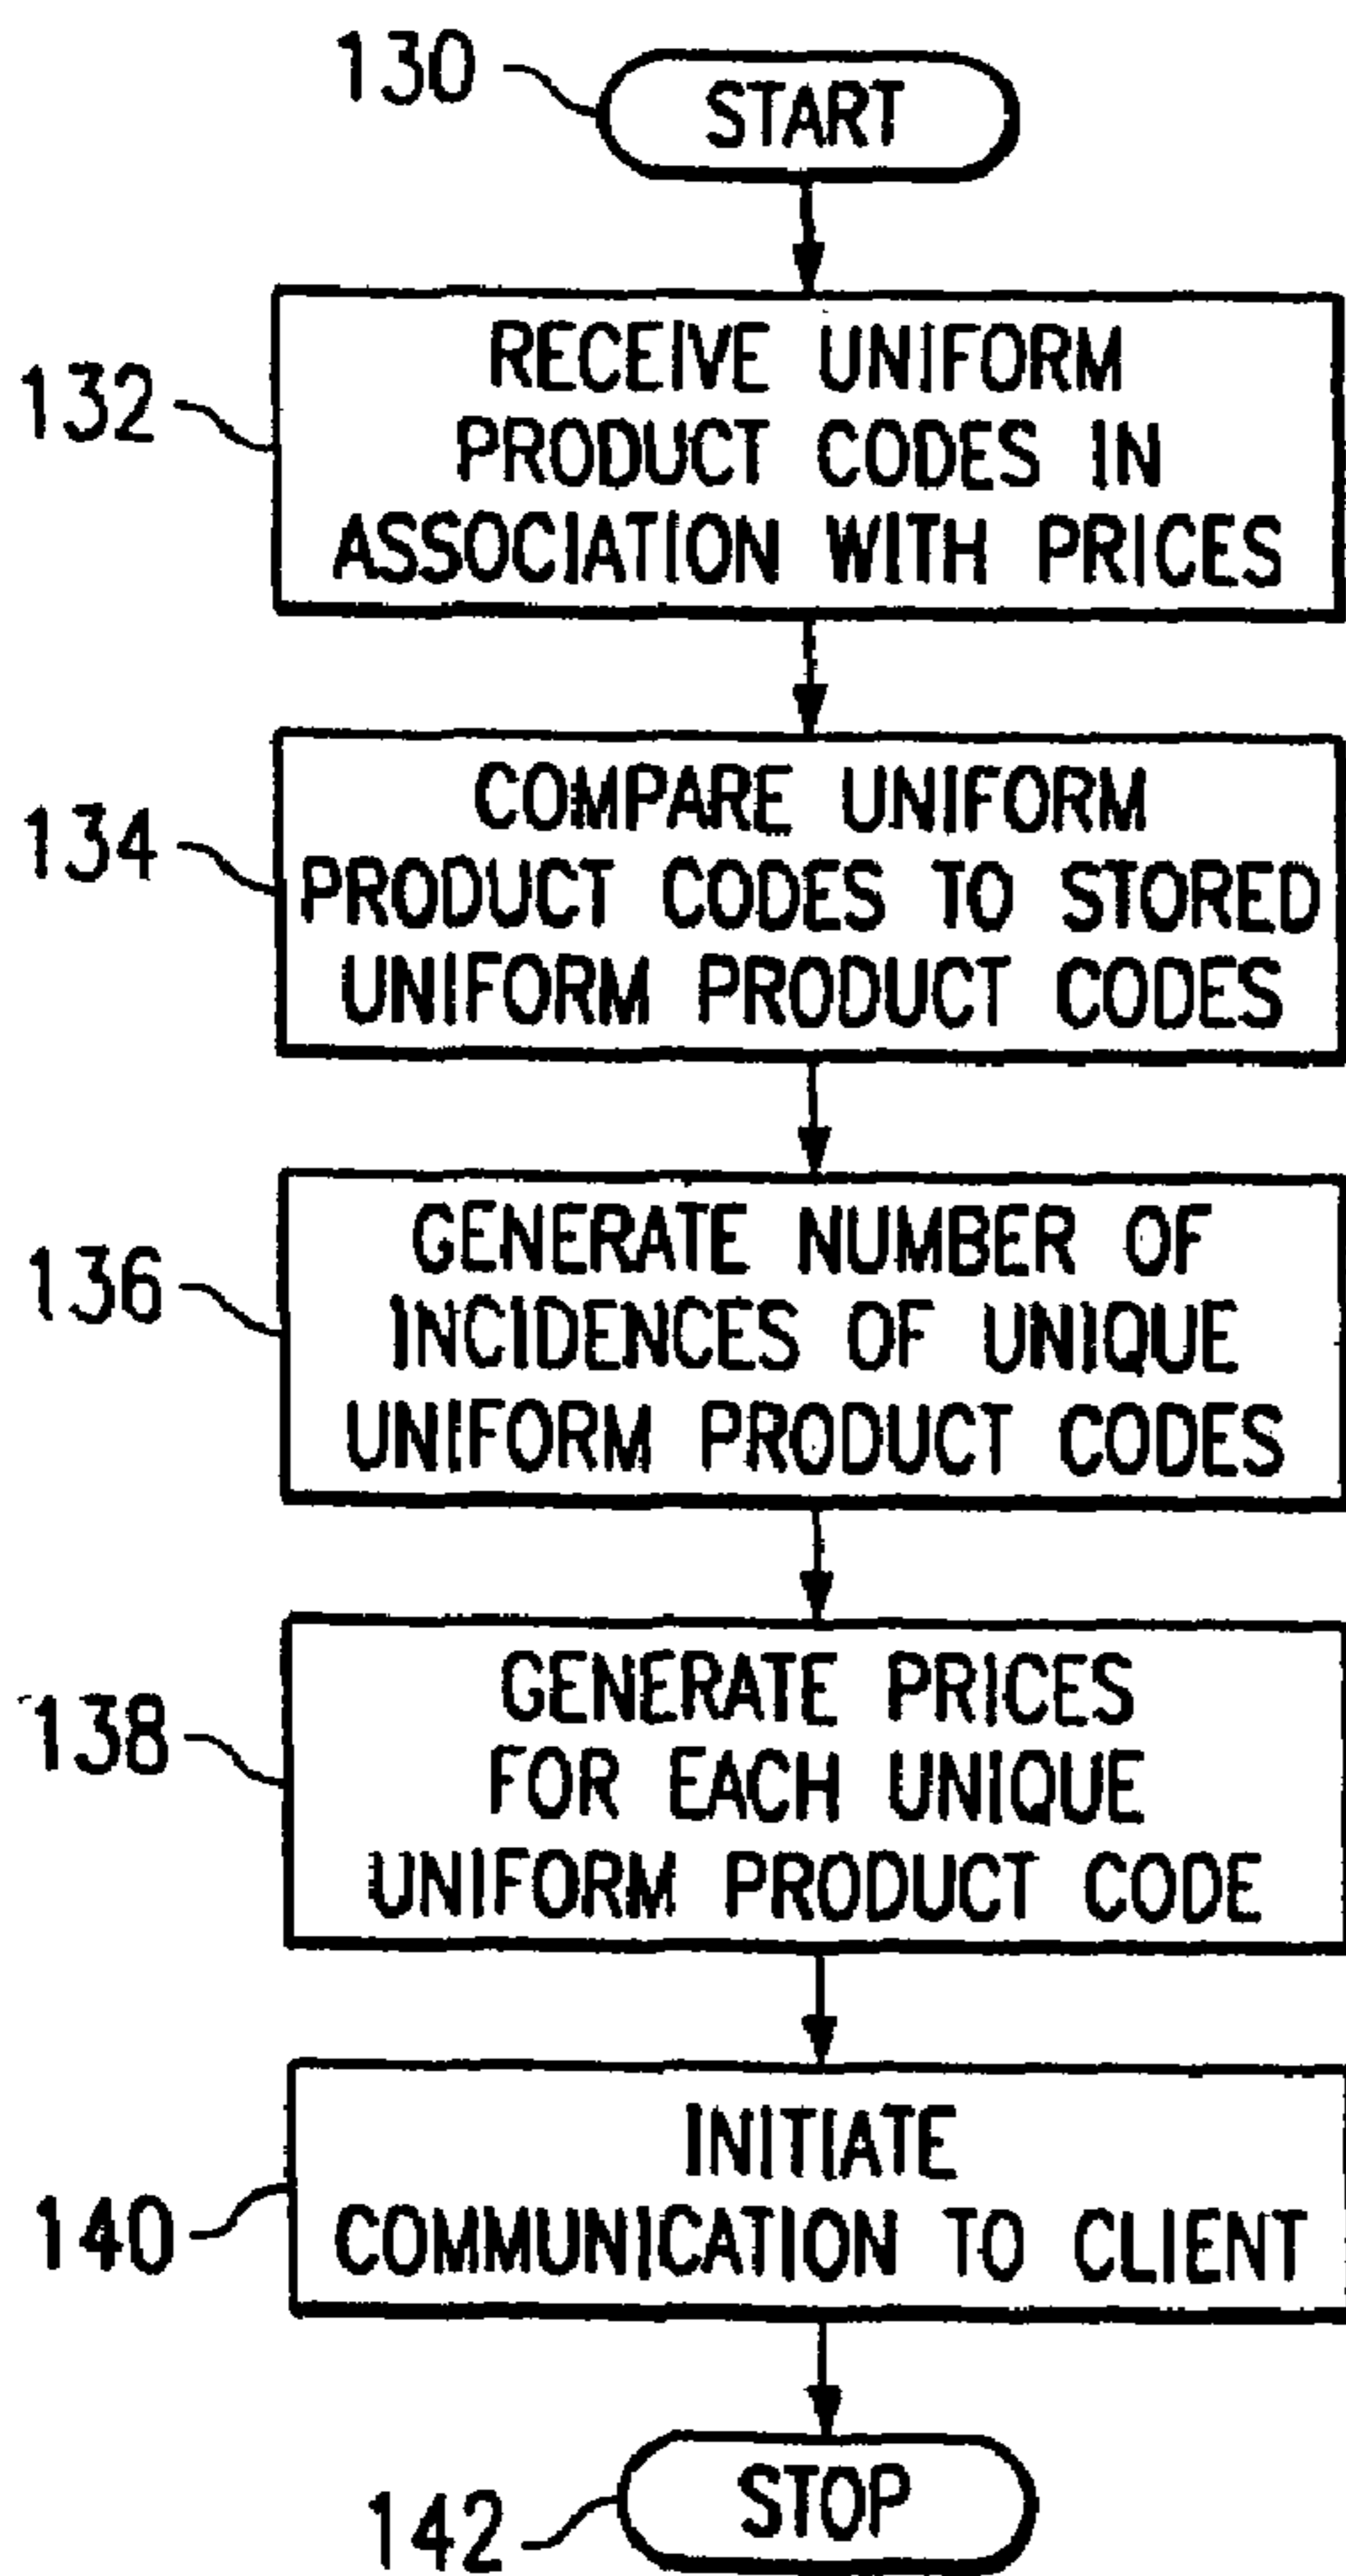 130
START
132
RECEIVE UNIFORM
PRODUCT CODES IN
ASSOCIATION WITH PRICES
134
COMPARE UNIFORM
PRODUCT CODES TO STORED
UNIFORM PRODUCT CODES
136
GENERATE NUMBER OF
INCIDENCES OF UNIQUE
UNIFORM PRODUCT CODES
138
GENERATE PRICES
FOR EACH UNIQUE
UNIFORM PRODUCT CODE
140
INITIATE
COMMUNICATION TO CLIENT
142
STOP